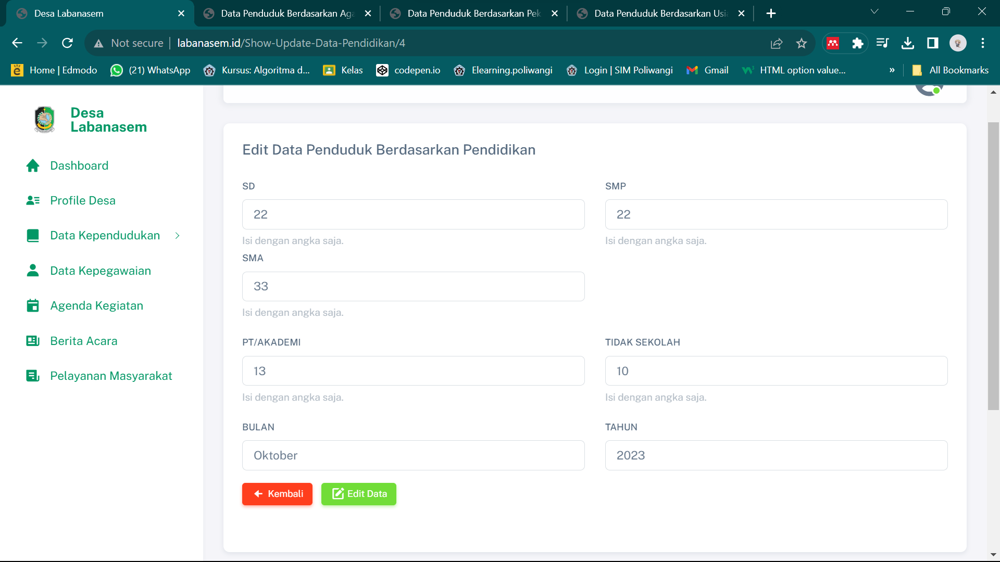 Desa Labanasem
Data Penduduk Berdasarkan Aga
Data Penduduk Berdasarkan Pek
Data Penduduk Berdasarkan Usi
Not secure
labanasem.id/Show-Update-Data-Pendidikan/4
Home | Edmodo
(21) WhatsApp
Kursus: Algoritma d...
Kelas
codepen.io
Elearning.poliwangi
Login | SIM Poliwangi
Gmail
HTML option value...
»
All Bookmarks
Desa
Labanasem
Dashboard
Profile Desa
Data Kependudukan
Data Kepegawaian
Agenda Kegiatan
Berita Acara
Pelayanan Masyarakat
Edit Data Penduduk Berdasarkan Pendidikan
SD
SMP
22
22
Isi dengan angka saja.
Isi dengan angka saja.
SMA
33
Isi dengan angka saja.
PT/AKADEMI
TIDAK SEKOLAH
13
10
Isi dengan angka saja.
Isi dengan angka saja.
BULAN
TAHUN
Oktober
2023
Kembali
Edit Data